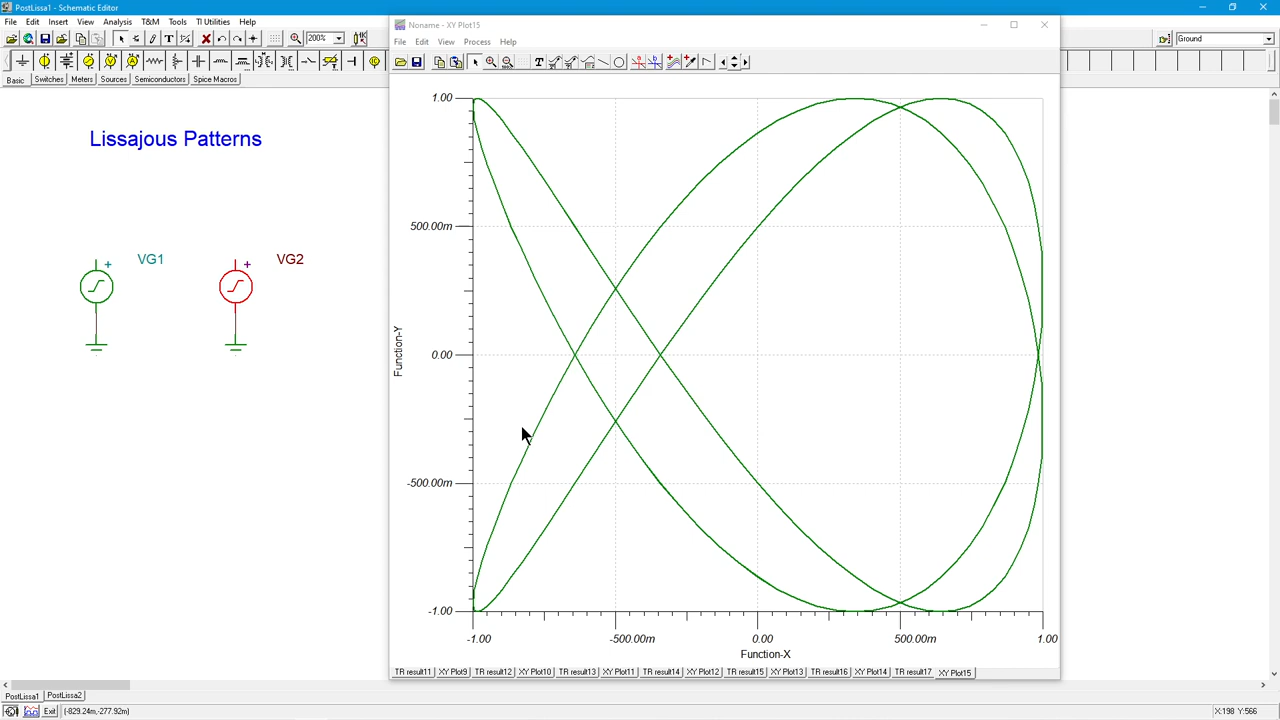 PostLissa1 - Schematic Editor
File Edit Insert View Analysis T&M Tools TI Utilities Help
200%
Ground
Basic Switches Meters Sources Semiconductors Spice Macros
Noname - XY Plot15
File Edit View Process Help
Lissajous Patterns
VG1
VG2
1.00
500.00m
0.00
-500.00m
-1.00
Function-Y
-1.00 -500.00m 0.00 500.00m 1.00
Function-X
TR result11 XY Plot9 TR result12 XY Plot10 TR result13 XY Plot11 TR result14 XY Plot12 TR result15 XY Plot13 TR result16 XY Plot14 TR result17 XY Plot15
PostLissa1 PostLissa2
Exit (-829.24m,-277.92m)
X:198 Y:566